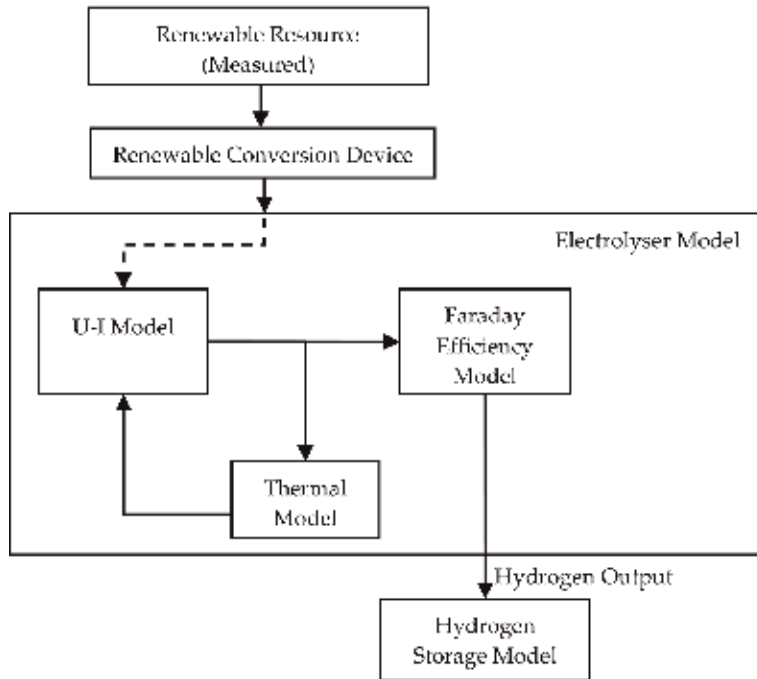 Renewable Resource
(Measured)
Renewable Conversion Device
Electrolyser Model
U-I Model
Faraday
Efficiency
Model
Thermal
Model
Hydrogen Output
Hydrogen
Storage Model